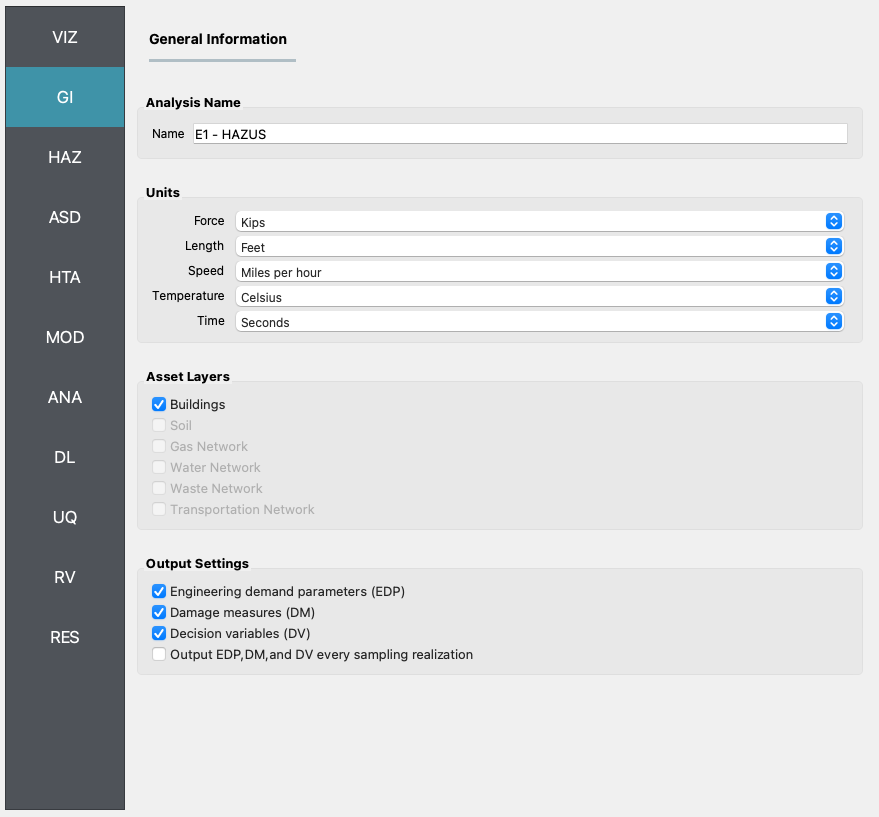 VIZ
GI
HAZ
ASD
HTA
MOD
ANA
DL
UQ
RV
RES
General Information
Analysis Name
Name E1 - HAZUS
Units
Force Kips
Length Feet
Speed Miles per hour
Temperature Celsius
Time Seconds
Asset Layers
Buildings
Soil
Gas Network
Water Network
Waste Network
Transportation Network
Output Settings
Engineering demand parameters (EDP)
Damage measures (DM)
Decision variables (DV)
Output EDP,DM,and DV every sampling realization